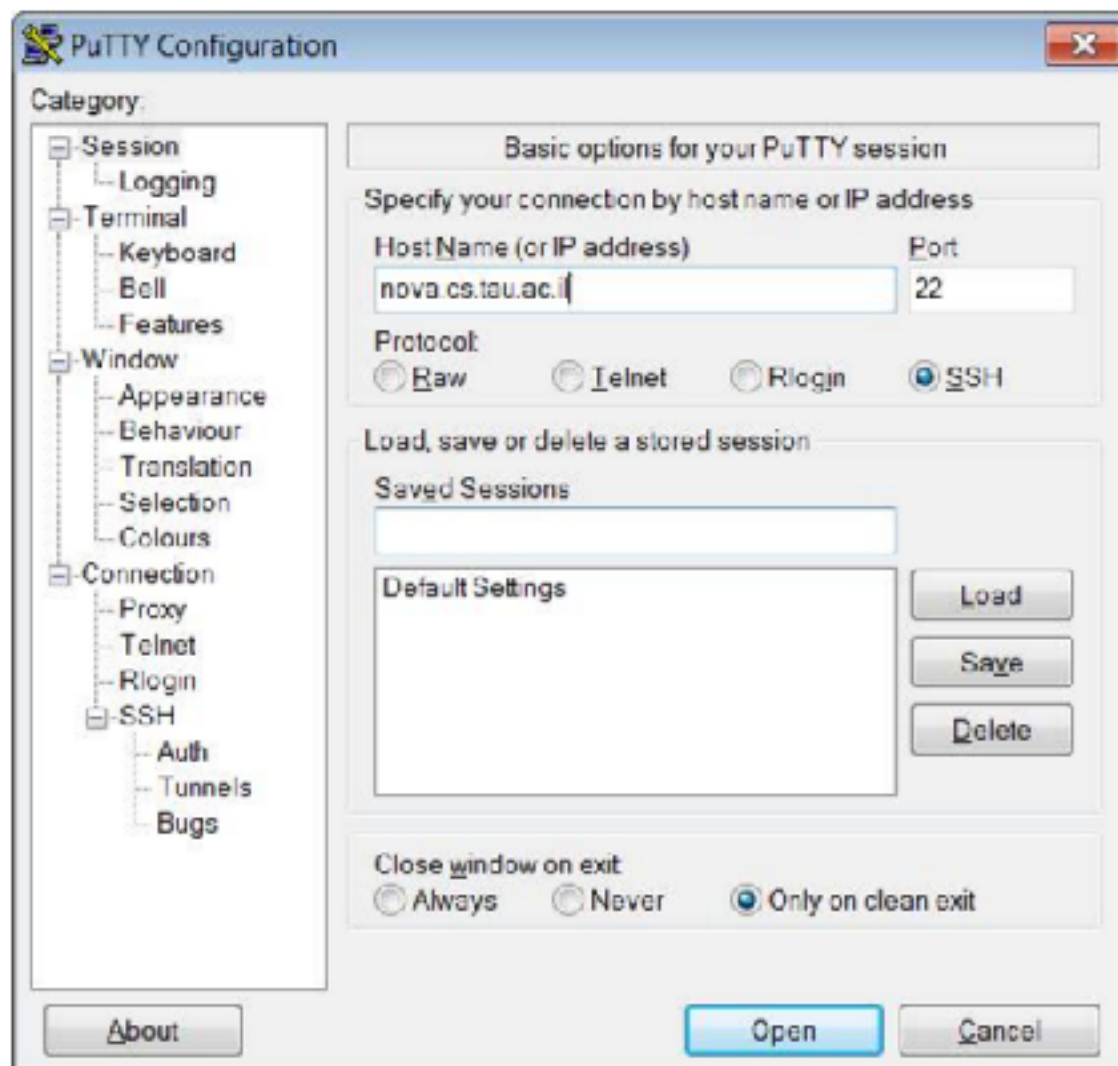 PuTTY Configuration
Category:
Session
Logging
Terminal
Keyboard
Bell
Features
Window
Appearance
Behaviour
Translation
Selection
Colours
Connection
Proxy
Telnet
Rlogin
SSH
Auth
Tunnels
Bugs
Basic options for your PuTTY session
Specify your connection by host name or IP address
Host Name (or IP address) Port
nova.cs.tau.ac.il 22
Protocol:
Raw Telnet Rlogin SSH
Load, save or delete a stored session
Saved Sessions
Default Settings
Load
Save
Delete
Close window on exit:
Always Never Only on clean exit
About Open Cancel